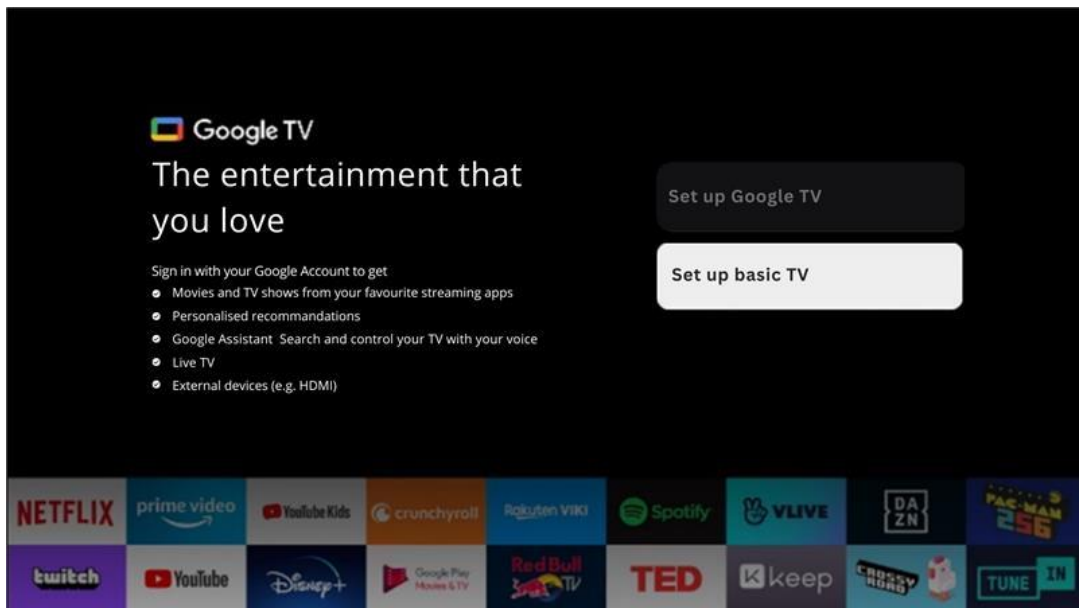 Google TV
The entertainment that
you love
Sign in with your Google Account to get
Movies and TV shows from your favourite streaming apps
Personalised recommandations
Google Assistant Search and control your TV with your voice
Live TV
External devices (e.g. HDMI)
Set up Google TV
Set up basic TV
NETFLIX
prime video
YouTube Kids
crunchyroll
Rakuten VIKI
Spotify
VLIVE
DA
ZN
PAC-MAN
256
twitch
YouTube
Disney+
Google Play
Movies & TV
Red Bull
TV
TED
keep
CROSSY
ROAD
TUNE IN